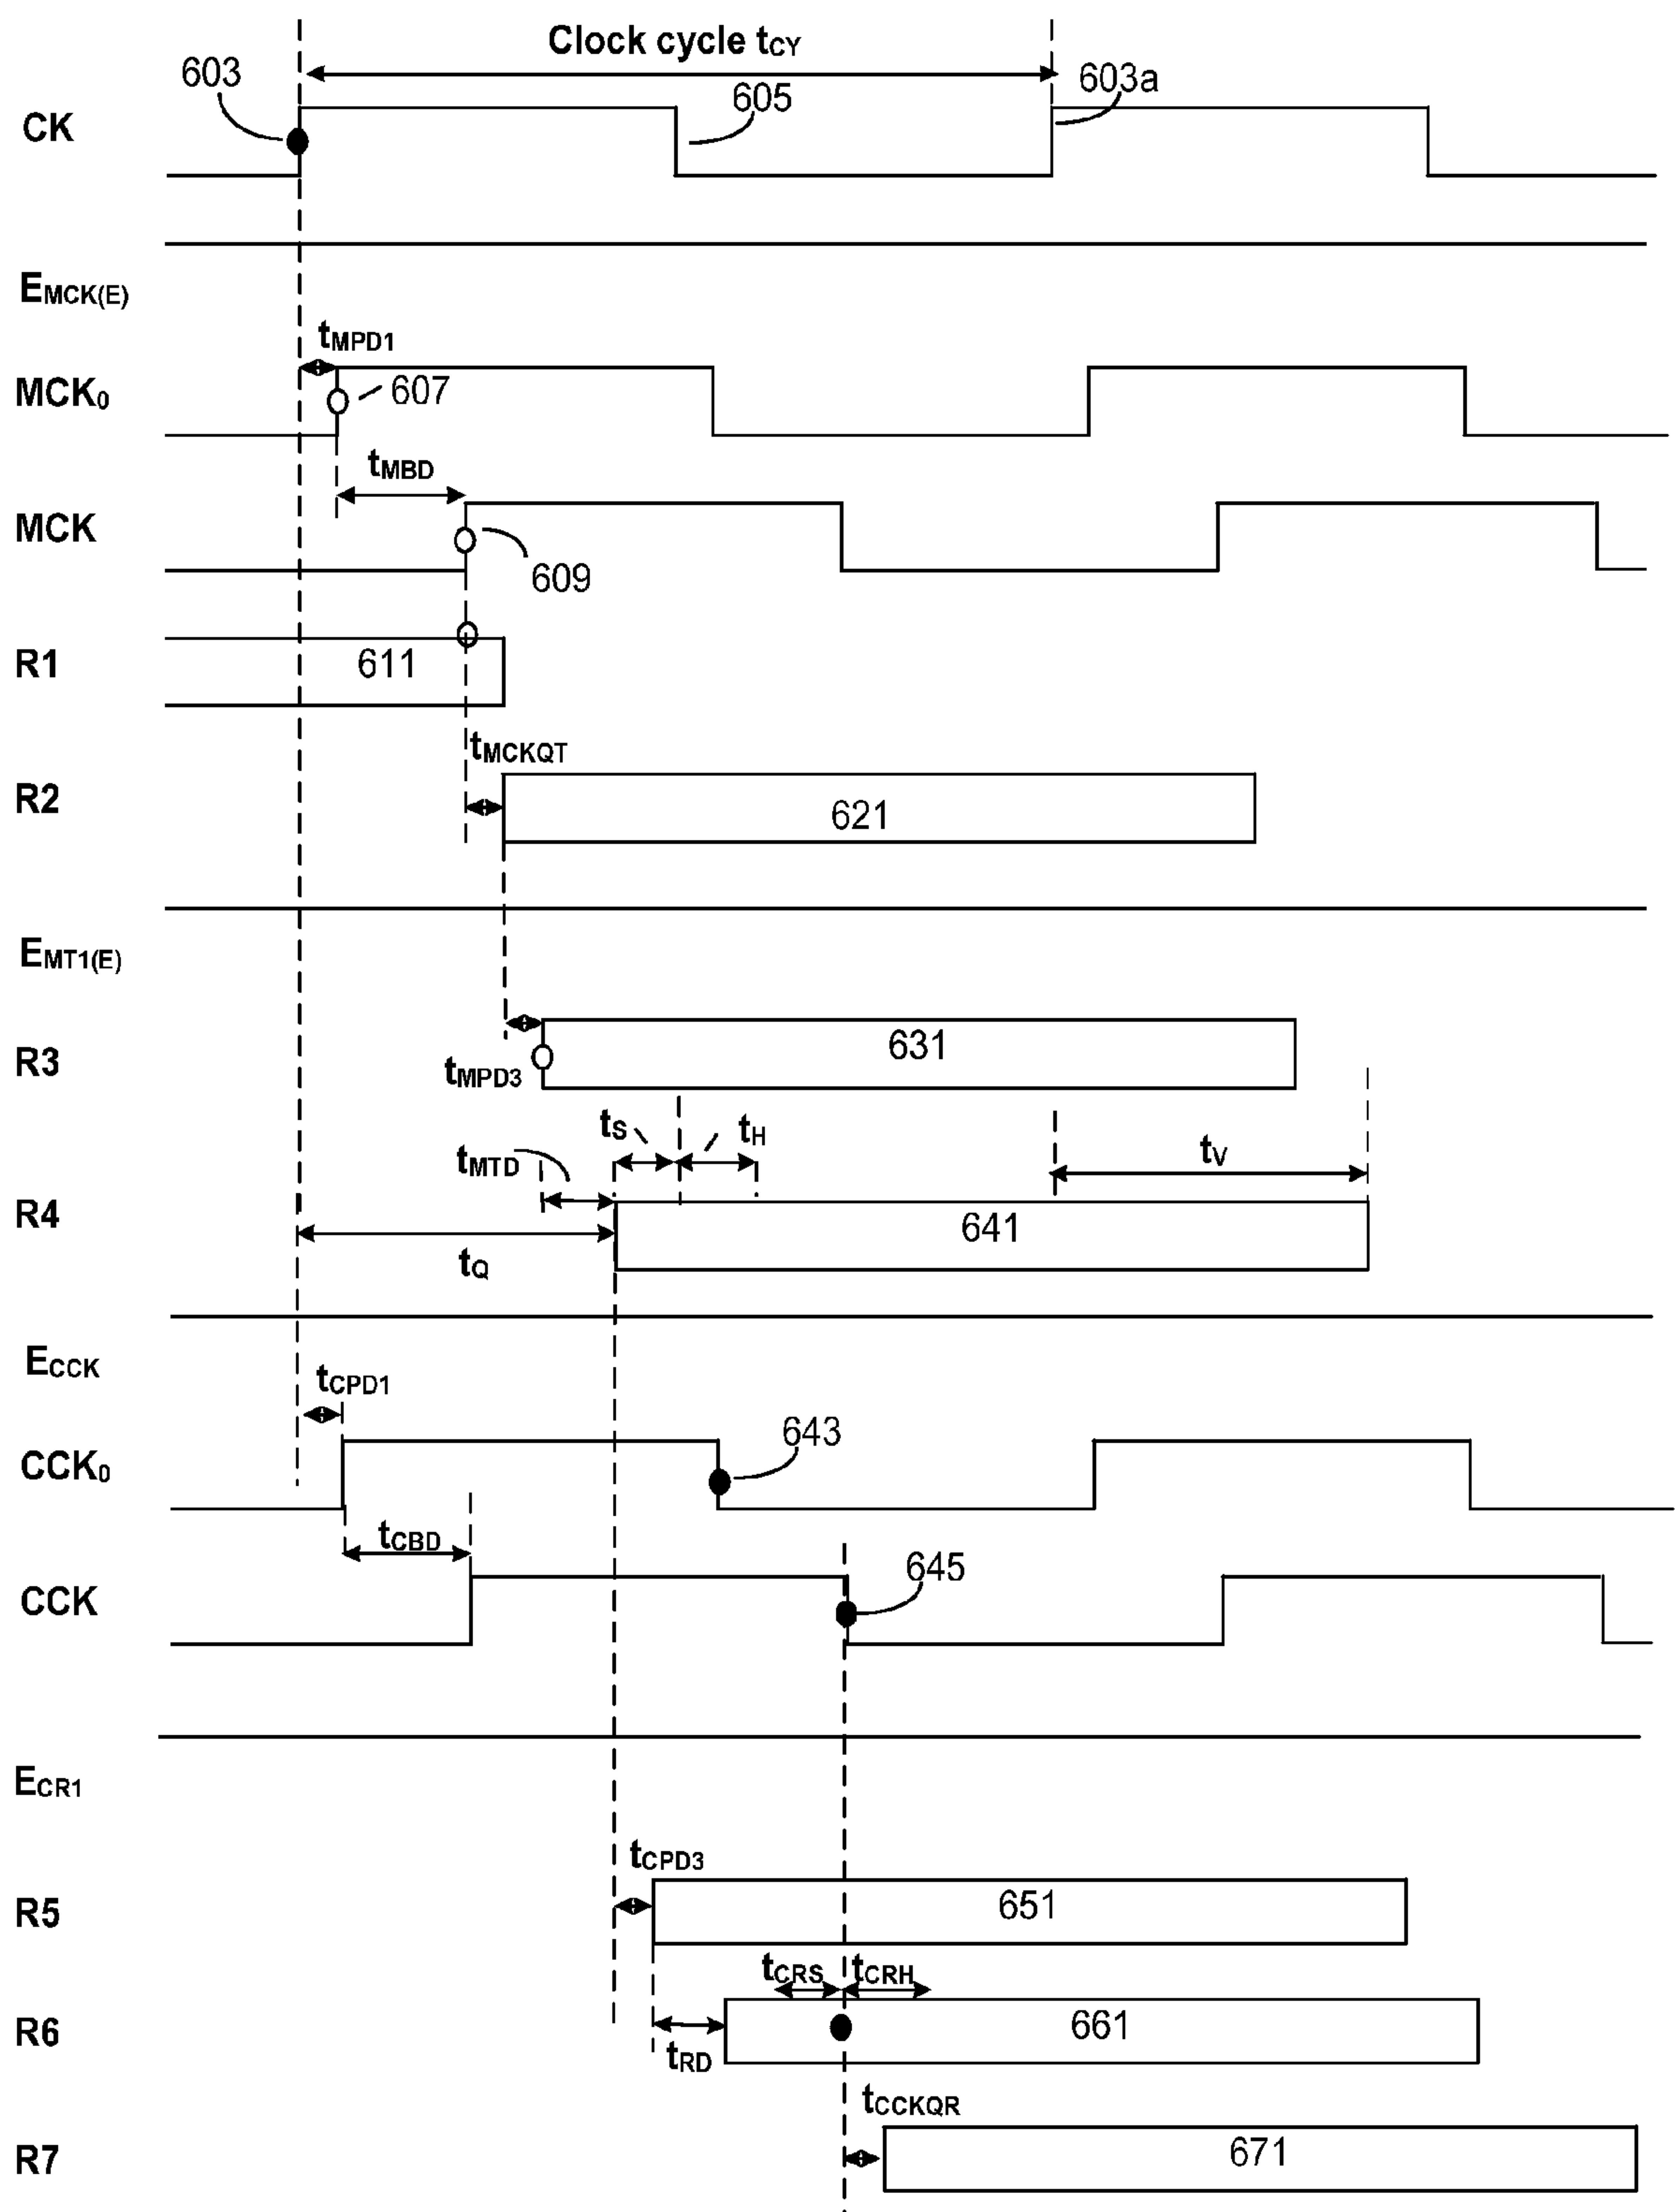 Clock cycle tCY
603
603a
605
CK
EMCK(E)
tMPD1
MCK0
607
tMBD
MCK
609
R1
611
tMCKQT
R2
621
EMT1(E)
R3
631
tMPD3
tS
tH
tMTD
tV
R4
641
tQ
ECCK
tCPD1
643
CCK0
tCBD
645
CCK
ECR1
tCPD3
R5
651
tCRS
tCRH
R6
661
tRD
tCCKQR
R7
671